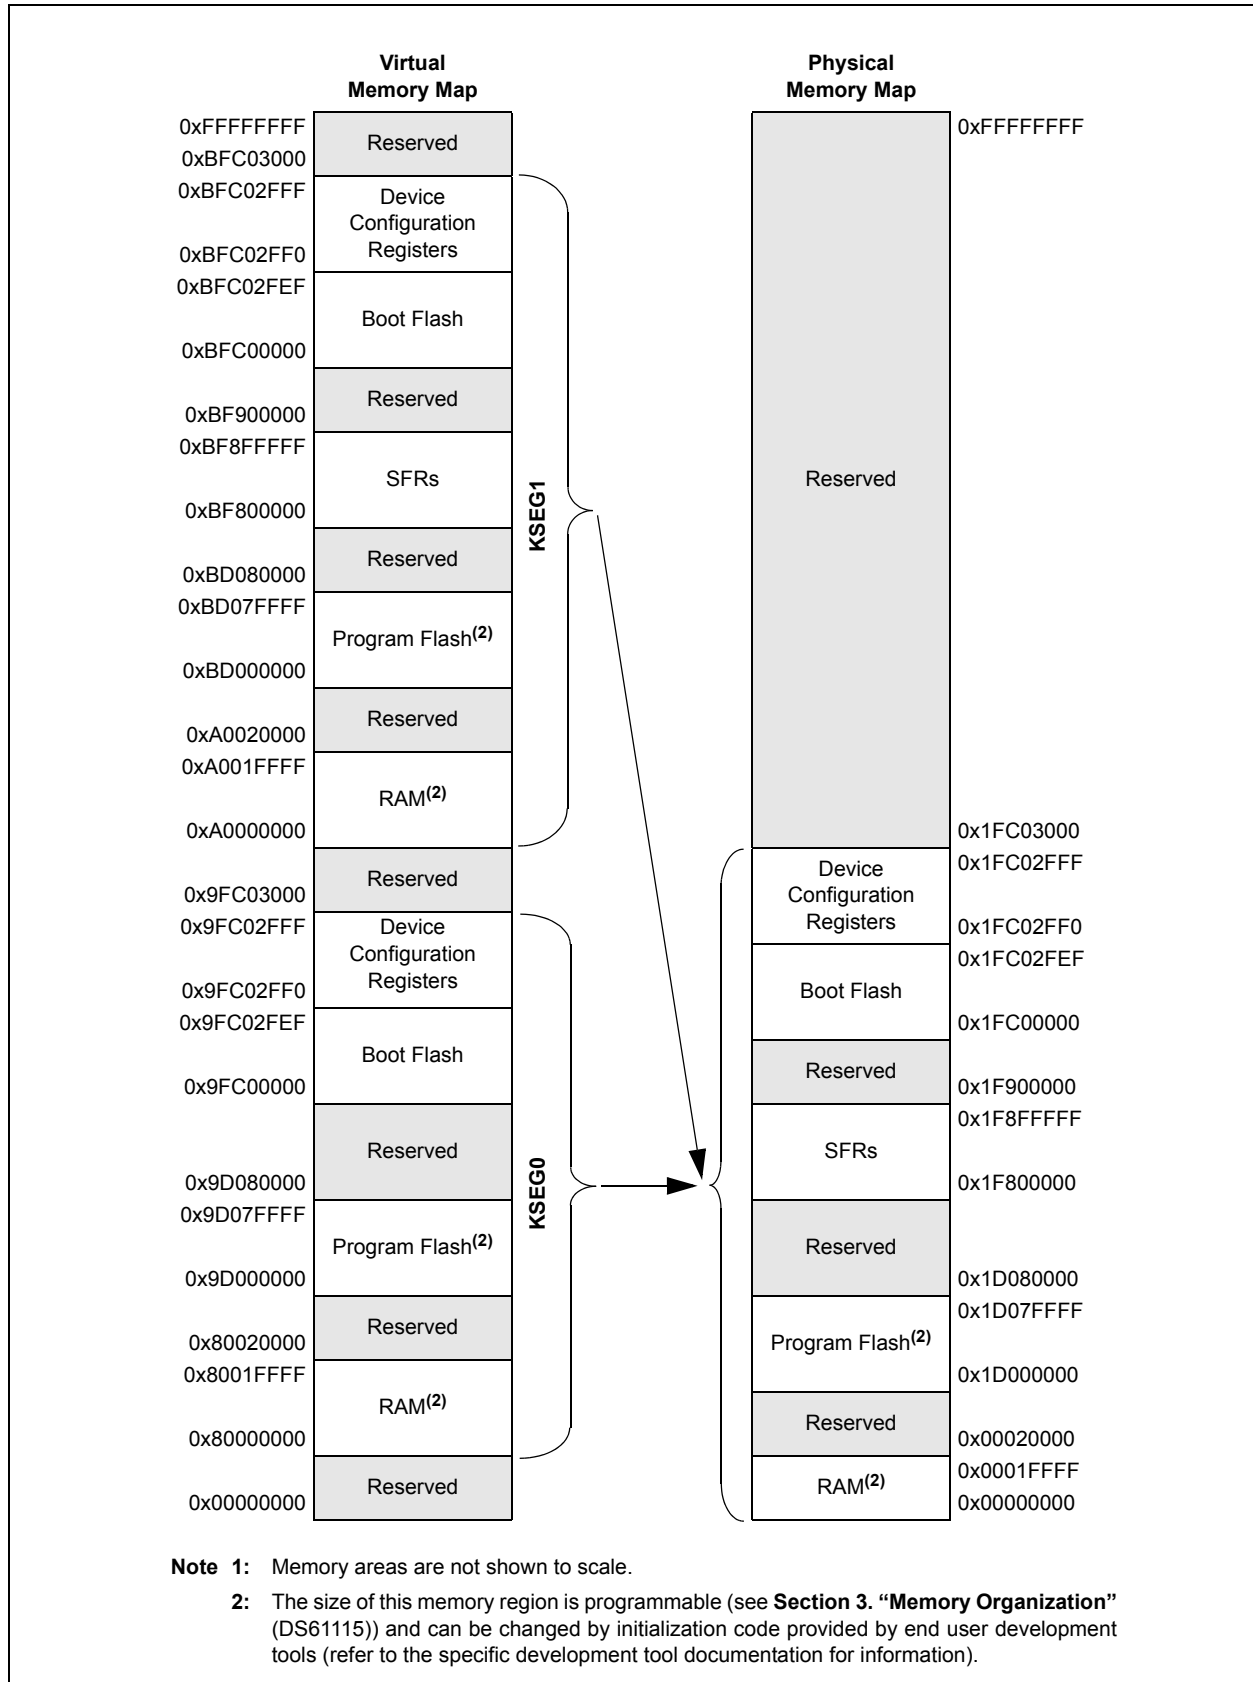 Virtual
Memory Map
Physical
Memory Map
0xFFFFFFFF
Reserved
0xBFC03000
0xBFC02FFF
Device
Configuration
Registers
0xBFC02FF0
0xBFC02FEF
Boot Flash
0xBFC00000
Reserved
0xBF900000
0xBF8FFFFF
SFRs
0xBF800000
Reserved
0xBD080000
0xBD07FFFF
Program Flash(2)
0xBD000000
Reserved
0xA0020000
0xA001FFFF
RAM(2)
0xA0000000
Reserved
0x9FC03000
0x9FC02FFF
Device
Configuration
Registers
0x9FC02FF0
0x9FC02FEF
Boot Flash
0x9FC00000
Reserved
0x9D080000
0x9D07FFFF
Program Flash(2)
0x9D000000
Reserved
0x80020000
0x8001FFFF
RAM(2)
0x80000000
Reserved
0x00000000
KSEG1
KSEG0
0xFFFFFFFF
Reserved
0x1FC03000
0x1FC02FFF
Device
Configuration
Registers
0x1FC02FF0
0x1FC02FEF
Boot Flash
0x1FC00000
Reserved
0x1F900000
0x1F8FFFFF
SFRs
0x1F800000
Reserved
0x1D080000
0x1D07FFFF
Program Flash(2)
0x1D000000
Reserved
0x00020000
0x0001FFFF
RAM(2)
0x00000000
Note 1: Memory areas are not shown to scale.
2: The size of this memory region is programmable (see Section 3. “Memory Organization”
(DS61115)) and can be changed by initialization code provided by end user development
tools (refer to the specific development tool documentation for information).